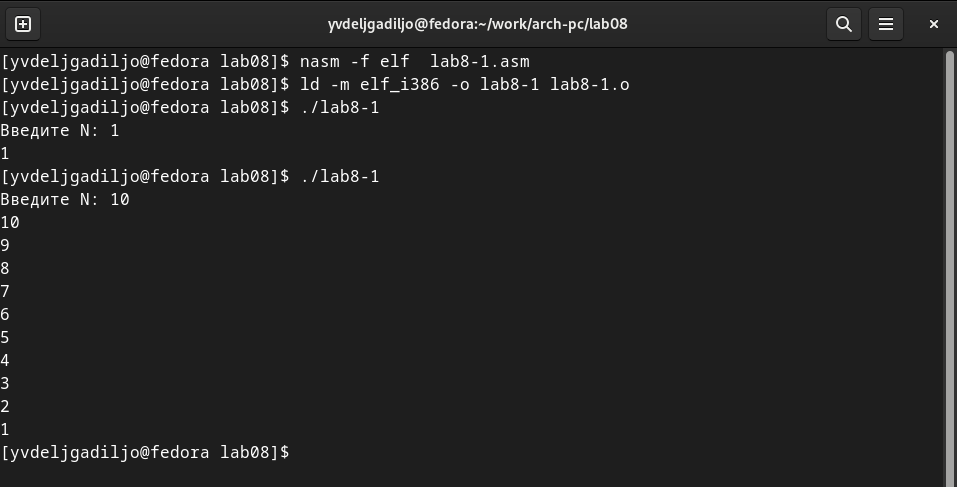 yvdeljgadiljo@fedora:~/work/arch-pc/lab08
[yvdeljgadiljo@fedora lab08]$ nasm -f elf  lab8-1.asm
[yvdeljgadiljo@fedora lab08]$ ld -m elf_i386 -o lab8-1 lab8-1.o
[yvdeljgadiljo@fedora lab08]$ ./lab8-1
Введите N: 1
1
[yvdeljgadiljo@fedora lab08]$ ./lab8-1
Введите N: 10
10
9
8
7
6
5
4
3
2
1
[yvdeljgadiljo@fedora lab08]$